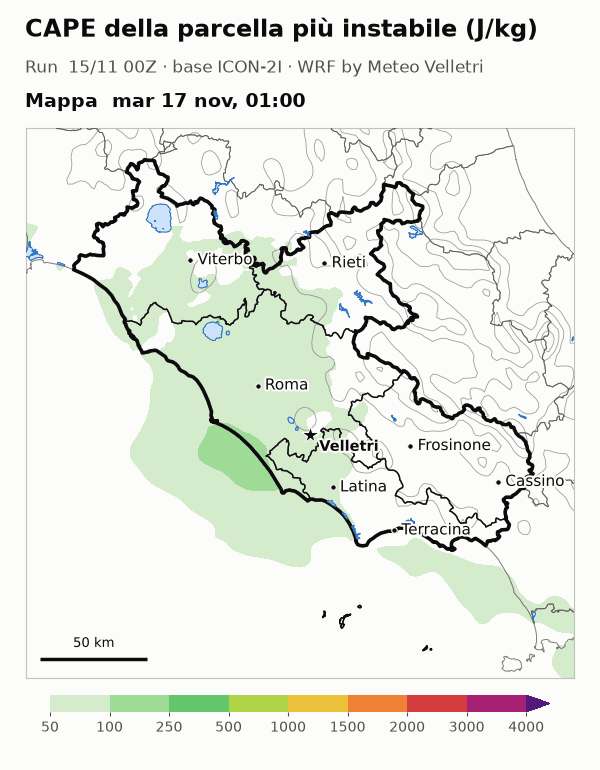 CAPE della parcella più instabile (J/kg)
Run 15/11 00Z · base ICON-2I · WRF by Meteo Velletri
Mappa mar 17 nov, 01:00
Viterbo
Rieti
Roma
Velletri
Frosinone
Cassino
Latina
Terracina
50 km
50 100 250 500 1000 1500 2000 3000 4000